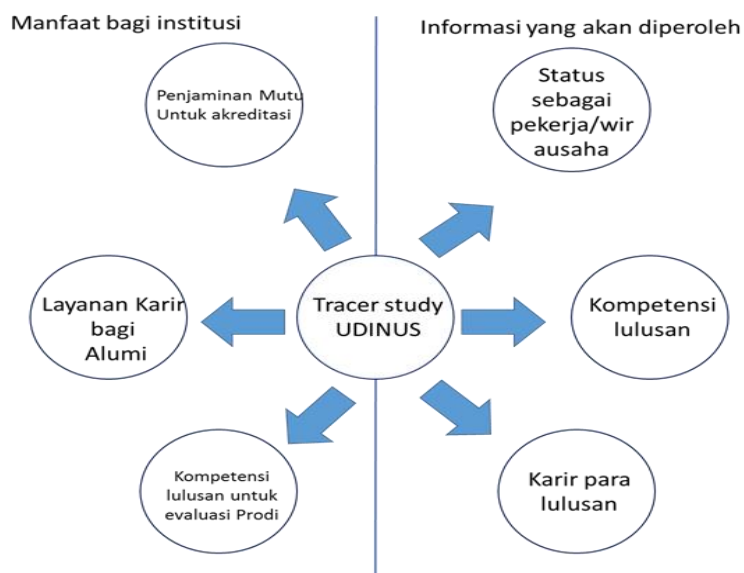 Manfaat bagi institusi
Penjaminan Mutu
Untuk akreditasi
Layanan Karir
bagi
Alumi
Kompetensi
lulusan untuk
evaluasi Prodi
Tracer study
UDINUS
Informasi yang akan diperoleh
Status
sebagai
pekerja/wir
ausaha
Kompetensi
lulusan
Karir para
lulusan